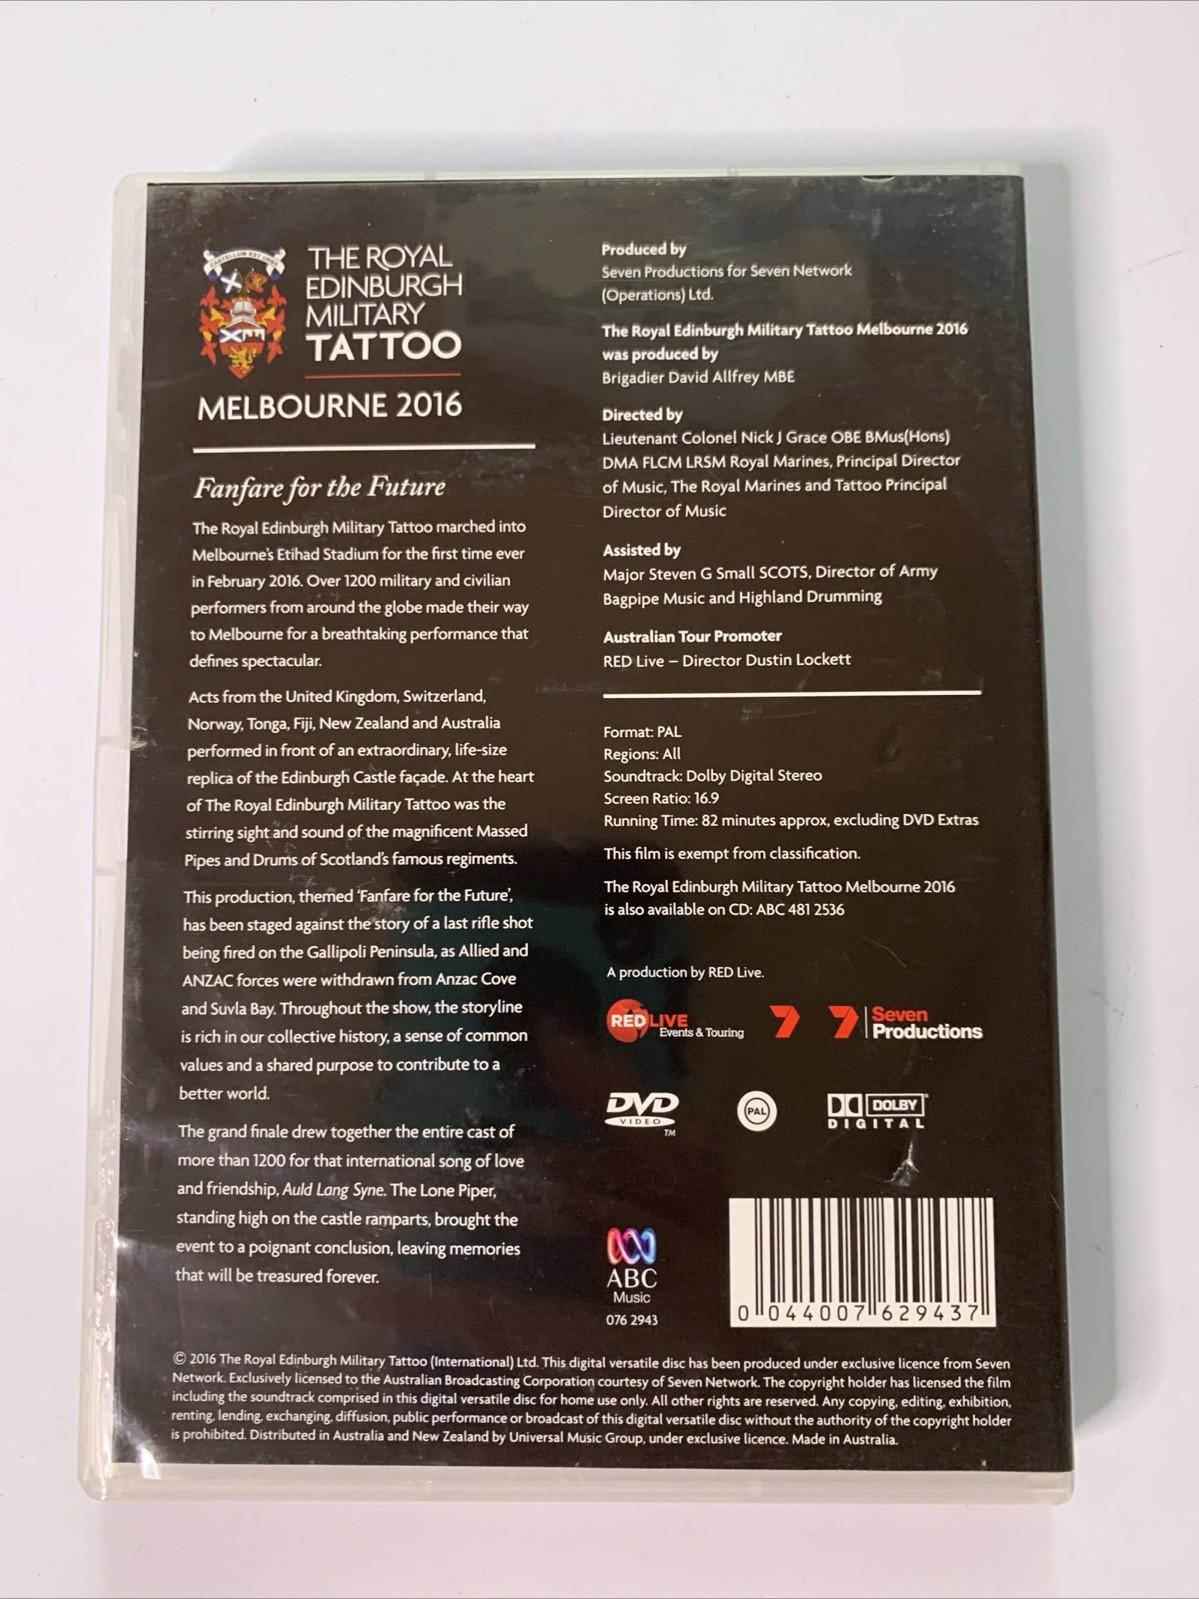 THE ROYAL
EDINBURGH
MILITARY
TATTOO
MELBOURNE 2016
Fanfare for the Future
The Royal Edinburgh Military Tattoo marched into
Melbourne's Etihad Stadium for the first time ever
in February 2016. Over 1200 military and civilian
performers from around the globe made their way
to Melbourne for a breathtaking performance that
defines spectacular.
Acts from the United Kingdom, Switzerland,
Norway, Tonga, Fiji, New Zealand and Australia
performed in front of an extraordinary, life-size
replica of the Edinburgh Castle façade. At the heart
of The Royal Edinburgh Military Tattoo was the
stirring sight and sound of the magnificent Massed
Pipes and Drums of Scotland's famous regiments.
This production, themed 'Fanfare for the Future',
has been staged against the story of a last rifle shot
being fired on the Gallipoli Peninsula, as Allied and
ANZAC forces were withdrawn from Anzac Cove
and Suvla Bay. Throughout the show, the storyline
is rich in our collective history, a sense of common
values and a shared purpose to contribute to a
better world.
The grand finale drew together the entire cast of
more than 1200 for that international song of love
and friendship, Auld Lang Syne. The Lone Piper,
standing high on the castle ramparts, brought the
event to a poignant conclusion, leaving memories
that will be treasured forever.
Produced by
Seven Productions for Seven Network
(Operations) Ltd.
The Royal Edinburgh Military Tattoo Melbourne 2016
was produced by
Brigadier David Allfrey MBE
Directed by
Lieutenant Colonel Nick J Grace OBE BMus(Hons)
DMA FLCM LRSM Royal Marines, Principal Director
of Music, The Royal Marines and Tattoo Principal
Director of Music
Assisted by
Major Steven G Small SCOTS, Director of Army
Bagpipe Music and Highland Drumming
Australian Tour Promoter
RED Live – Director Dustin Lockett
Format: PAL
Regions: All
Soundtrack: Dolby Digital Stereo
Screen Ratio: 16.9
Running Time: 82 minutes approx, excluding DVD Extras
This film is exempt from classification.
The Royal Edinburgh Military Tattoo Melbourne 2016
is also available on CD: ABC 481 2536
A production by RED Live.
REDLIVE
Events & Touring
7
7 Seven
Productions
DVD
VIDEO
TM
PAL
DOLBY
DIGITAL
ABC
Music
076 2943
0 044007 629437
© 2016 The Royal Edinburgh Military Tattoo (International) Ltd. This digital versatile disc has been produced under exclusive licence from Seven
Network. Exclusively licensed to the Australian Broadcasting Corporation courtesy of Seven Network. The copyright holder has licensed the film
including the soundtrack comprised in this digital versatile disc for home use only. All other rights are reserved. Any copying, editing, exhibition,
renting, lending, exchanging, diffusion, public performance or broadcast of this digital versatile disc without the authority of the copyright holder
is prohibited. Distributed in Australia and New Zealand by Universal Music Group, under exclusive licence. Made in Australia.